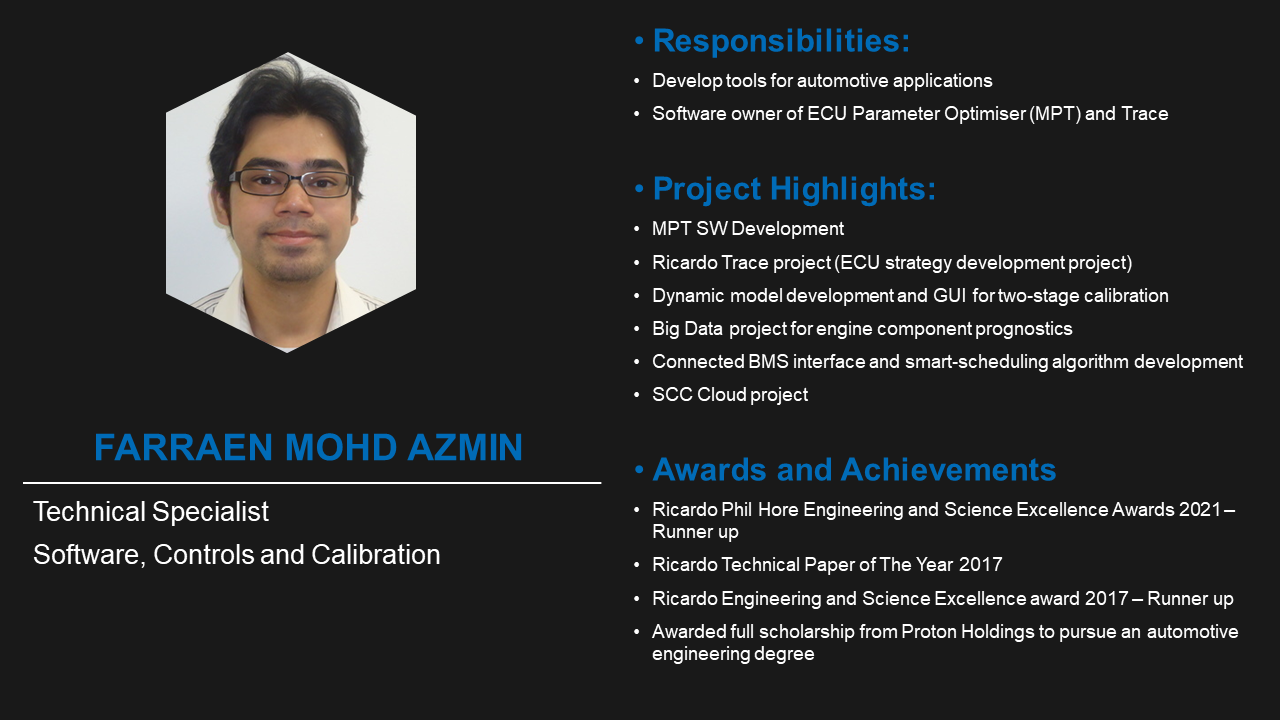 FARRAEN MOHD AZMIN
Technical Specialist
Software, Controls and Calibration
• Responsibilities:
• Develop tools for automotive applications
• Software owner of ECU Parameter Optimiser (MPT) and Trace
• Project Highlights:
• MPT SW Development
• Ricardo Trace project (ECU strategy development project)
• Dynamic model development and GUI for two-stage calibration
• Big Data project for engine component prognostics
• Connected BMS interface and smart-scheduling algorithm development
• SCC Cloud project
• Awards and Achievements
• Ricardo Phil Hore Engineering and Science Excellence Awards 2021 –
Runner up
• Ricardo Technical Paper of The Year 2017
• Ricardo Engineering and Science Excellence award 2017 – Runner up
• Awarded full scholarship from Proton Holdings to pursue an automotive
engineering degree